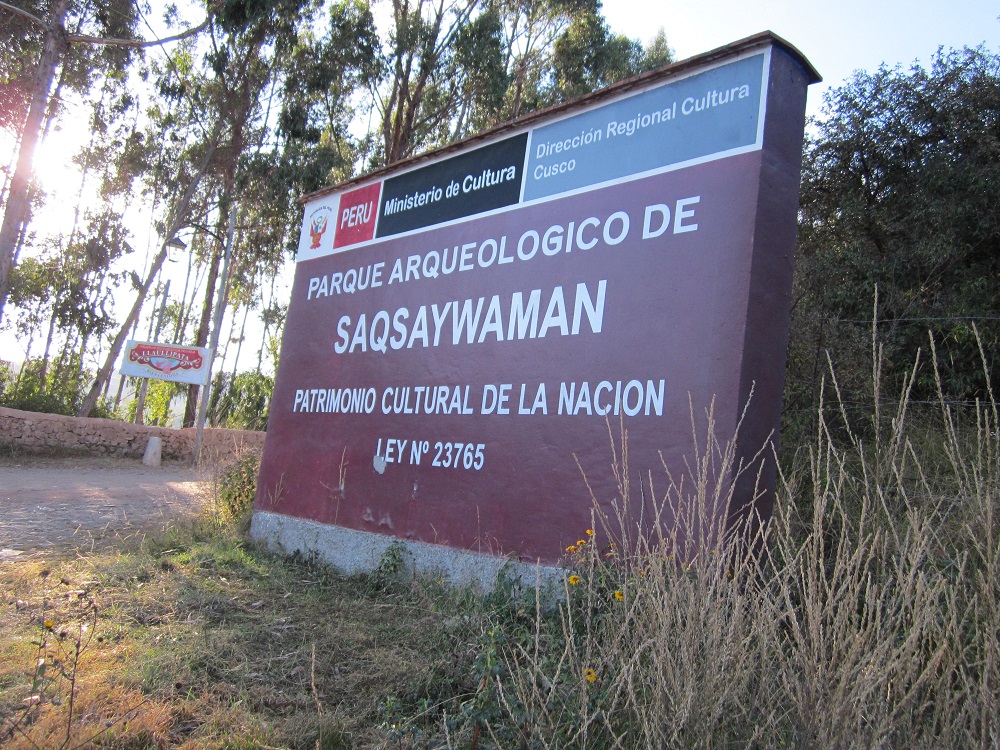 PERU
Ministerio de Cultura
Dirección Regional Cultura
Cusco
PARQUE ARQUEOLOGICO DE
SAQSAYWAMAN
PATRIMONIO CULTURAL DE LA NACION
LEY Nº 23765
LLAULLIPATA